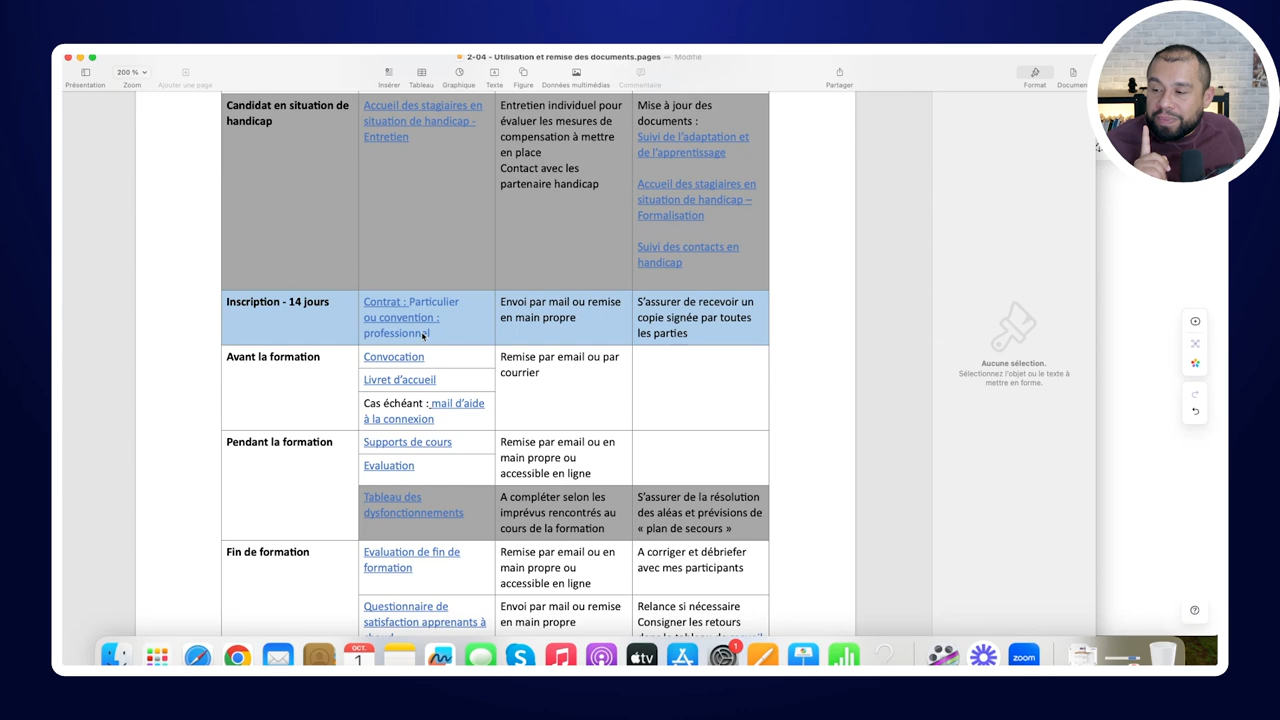 2-04 - Utilisation et remise des documents.pages — Modifié
200 %
Présentation
Zoom
Ajouter une page
Insérer
Tableau
Graphique
Texte
Figure
Données multimédias
Commentaire
Partager
Format
Candidat en situation de
handicap
Accueil des stagiaires en
situation de handicap -
Entretien
Entretien individuel pour
évaluer les mesures de
compensation à mettre
en place
Contact avec les
partenaire handicap
Mise à jour des
documents :
Suivi de l’adaptation et
de l’apprentissage
Accueil des stagiaires en
situation de handicap –
Formalisation
Suivi des contacts en
handicap
Inscription - 14 jours
Contrat : Particulier
ou convention :
professionnel
Envoi par mail ou remise
en main propre
S’assurer de recevoir un
copie signée par toutes
les parties
Avant la formation
Convocation
Livret d’accueil
Cas échéant : mail d’aide
à la connexion
Remise par email ou par
courrier
Pendant la formation
Supports de cours
Evaluation
Remise par email ou en
main propre ou
accessible en ligne
Tableau des
dysfonctionnements
A compléter selon les
imprévus rencontrés au
cours de la formation
S’assurer de la résolution
des aléas et prévisions de
« plan de secours »
Fin de formation
Evaluation de fin de
formation
Remise par email ou en
main propre ou
accessible en ligne
A corriger et débriefer
avec mes participants
Questionnaire de
satisfaction apprenants à
Envoi par mail ou remise
en main propre
Relance si nécessaire
Consigner les retours
Aucune sélection.
Sélectionnez l’objet ou le texte à
mettre en forme.
OCT.
1
tv
1
zoom